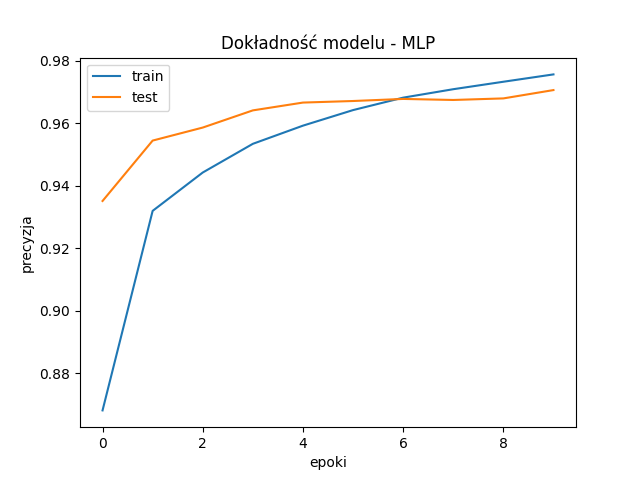 Dokładność modelu - MLP
train
test
precyzja
0.98
0.96
0.94
0.92
0.90
0.88
0
2
4
6
8
epoki